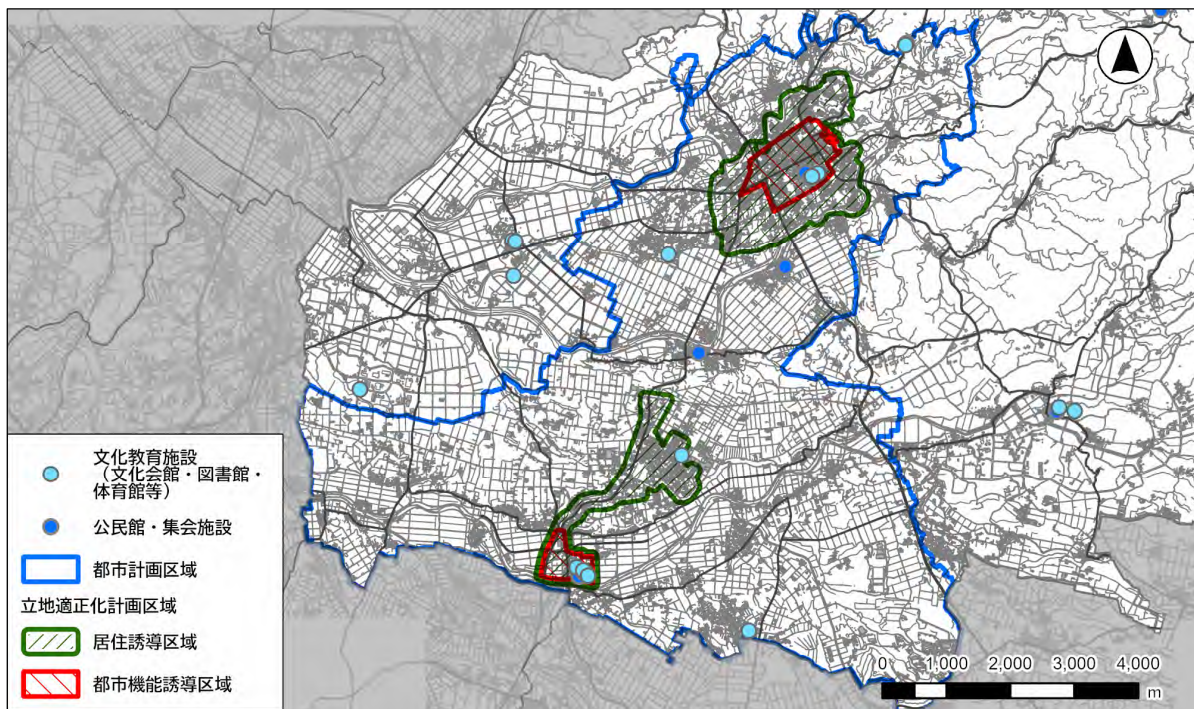 文化教育施設
（文化会館・図書館・
体育館等）
公民館・集会施設
都市計画区域
立地適正化計画区域
居住誘導区域
都市機能誘導区域
0 1,000 2,000 3,000 4,000
m